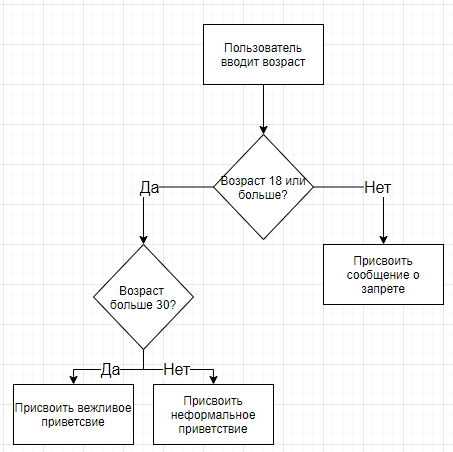 Пользователь
вводит возраст
Возраст 18 или
больше?
Да
Нет
Присвоить
сообщение о
запрете
Возраст
больше 30?
Да
Нет
Присвоить вежливое
приветсвие
Присвоить
неформальное
приветствие